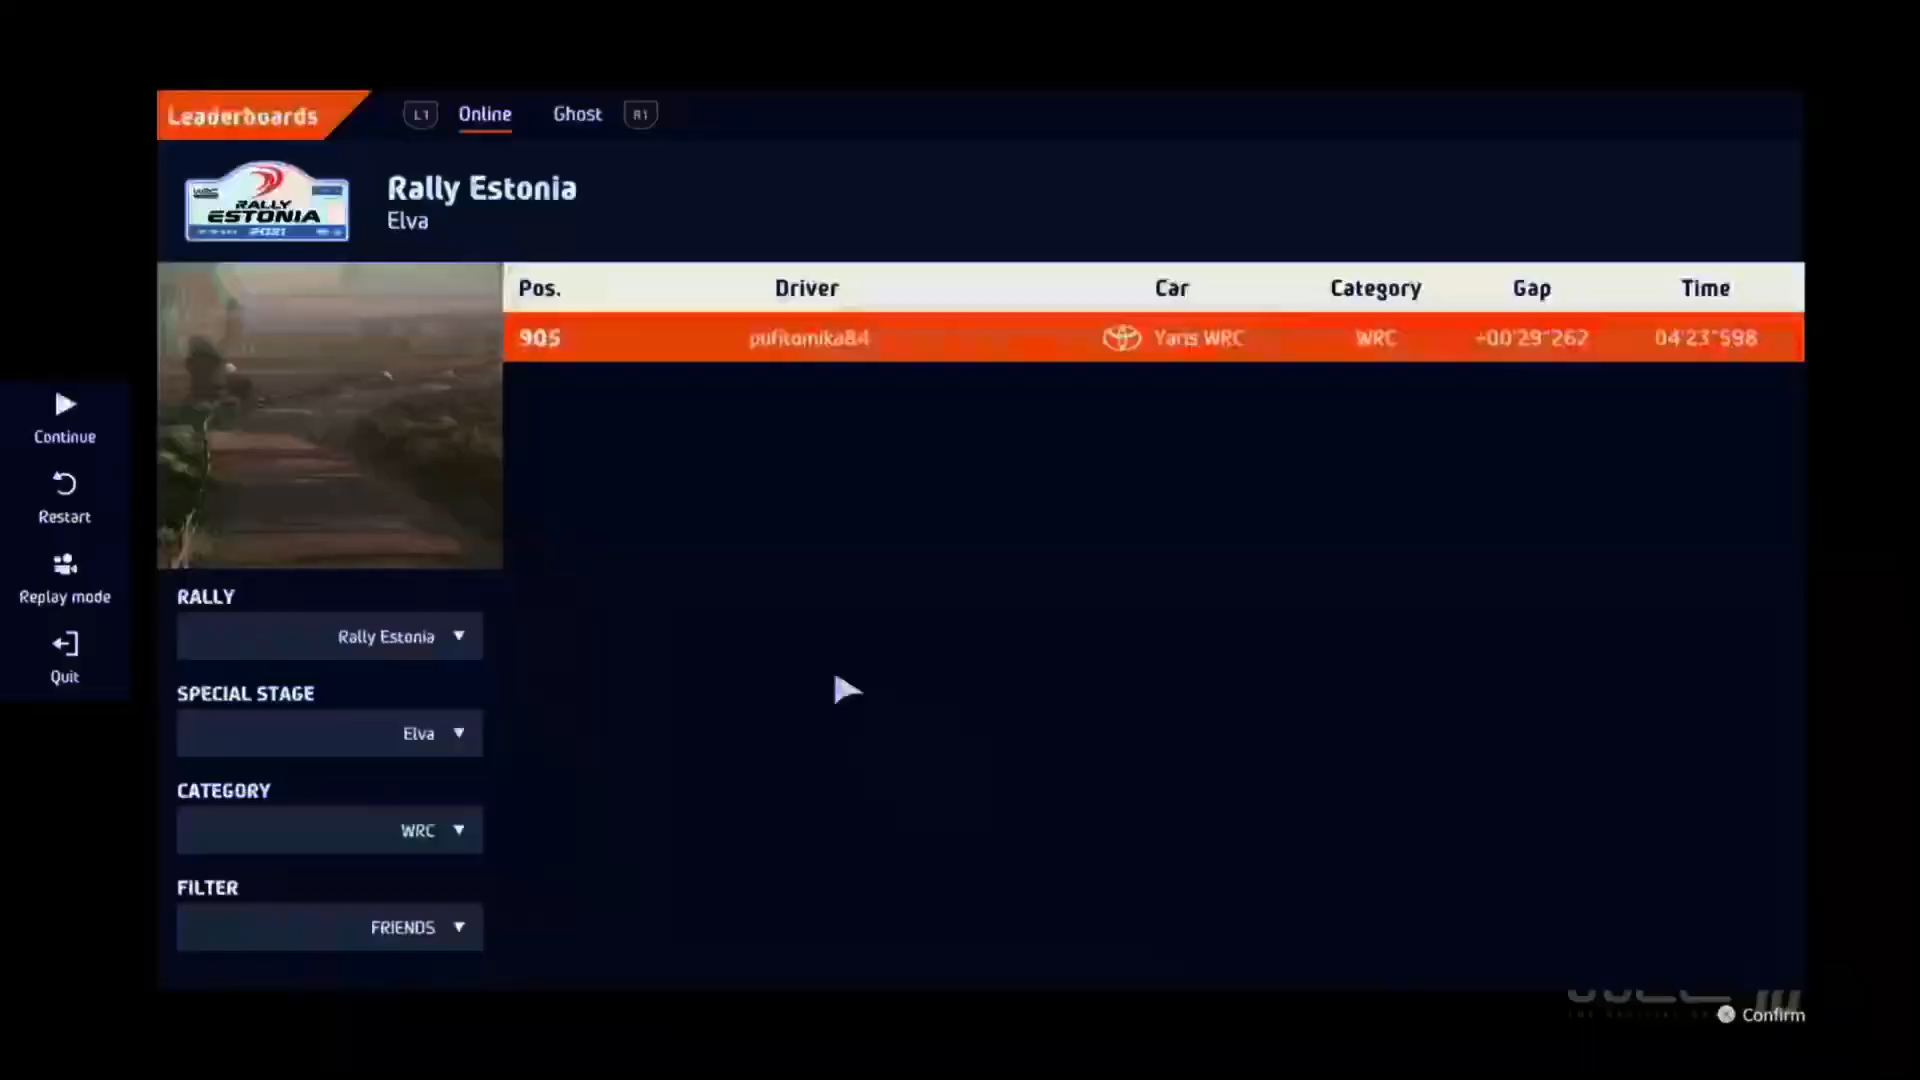 Leaderboards
L1 Online Ghost R1
WRC
RALLY
ESTONIA
2021
Rally Estonia
Elva
Pos. Driver Car Category Gap Time
905 pufitomika84 Yaris WRC WRC +00'29"262 04'23"598
Continue
Restart
Replay mode
Quit
RALLY
Rally Estonia
SPECIAL STAGE
Elva
CATEGORY
WRC
FILTER
FRIENDS
Confirm